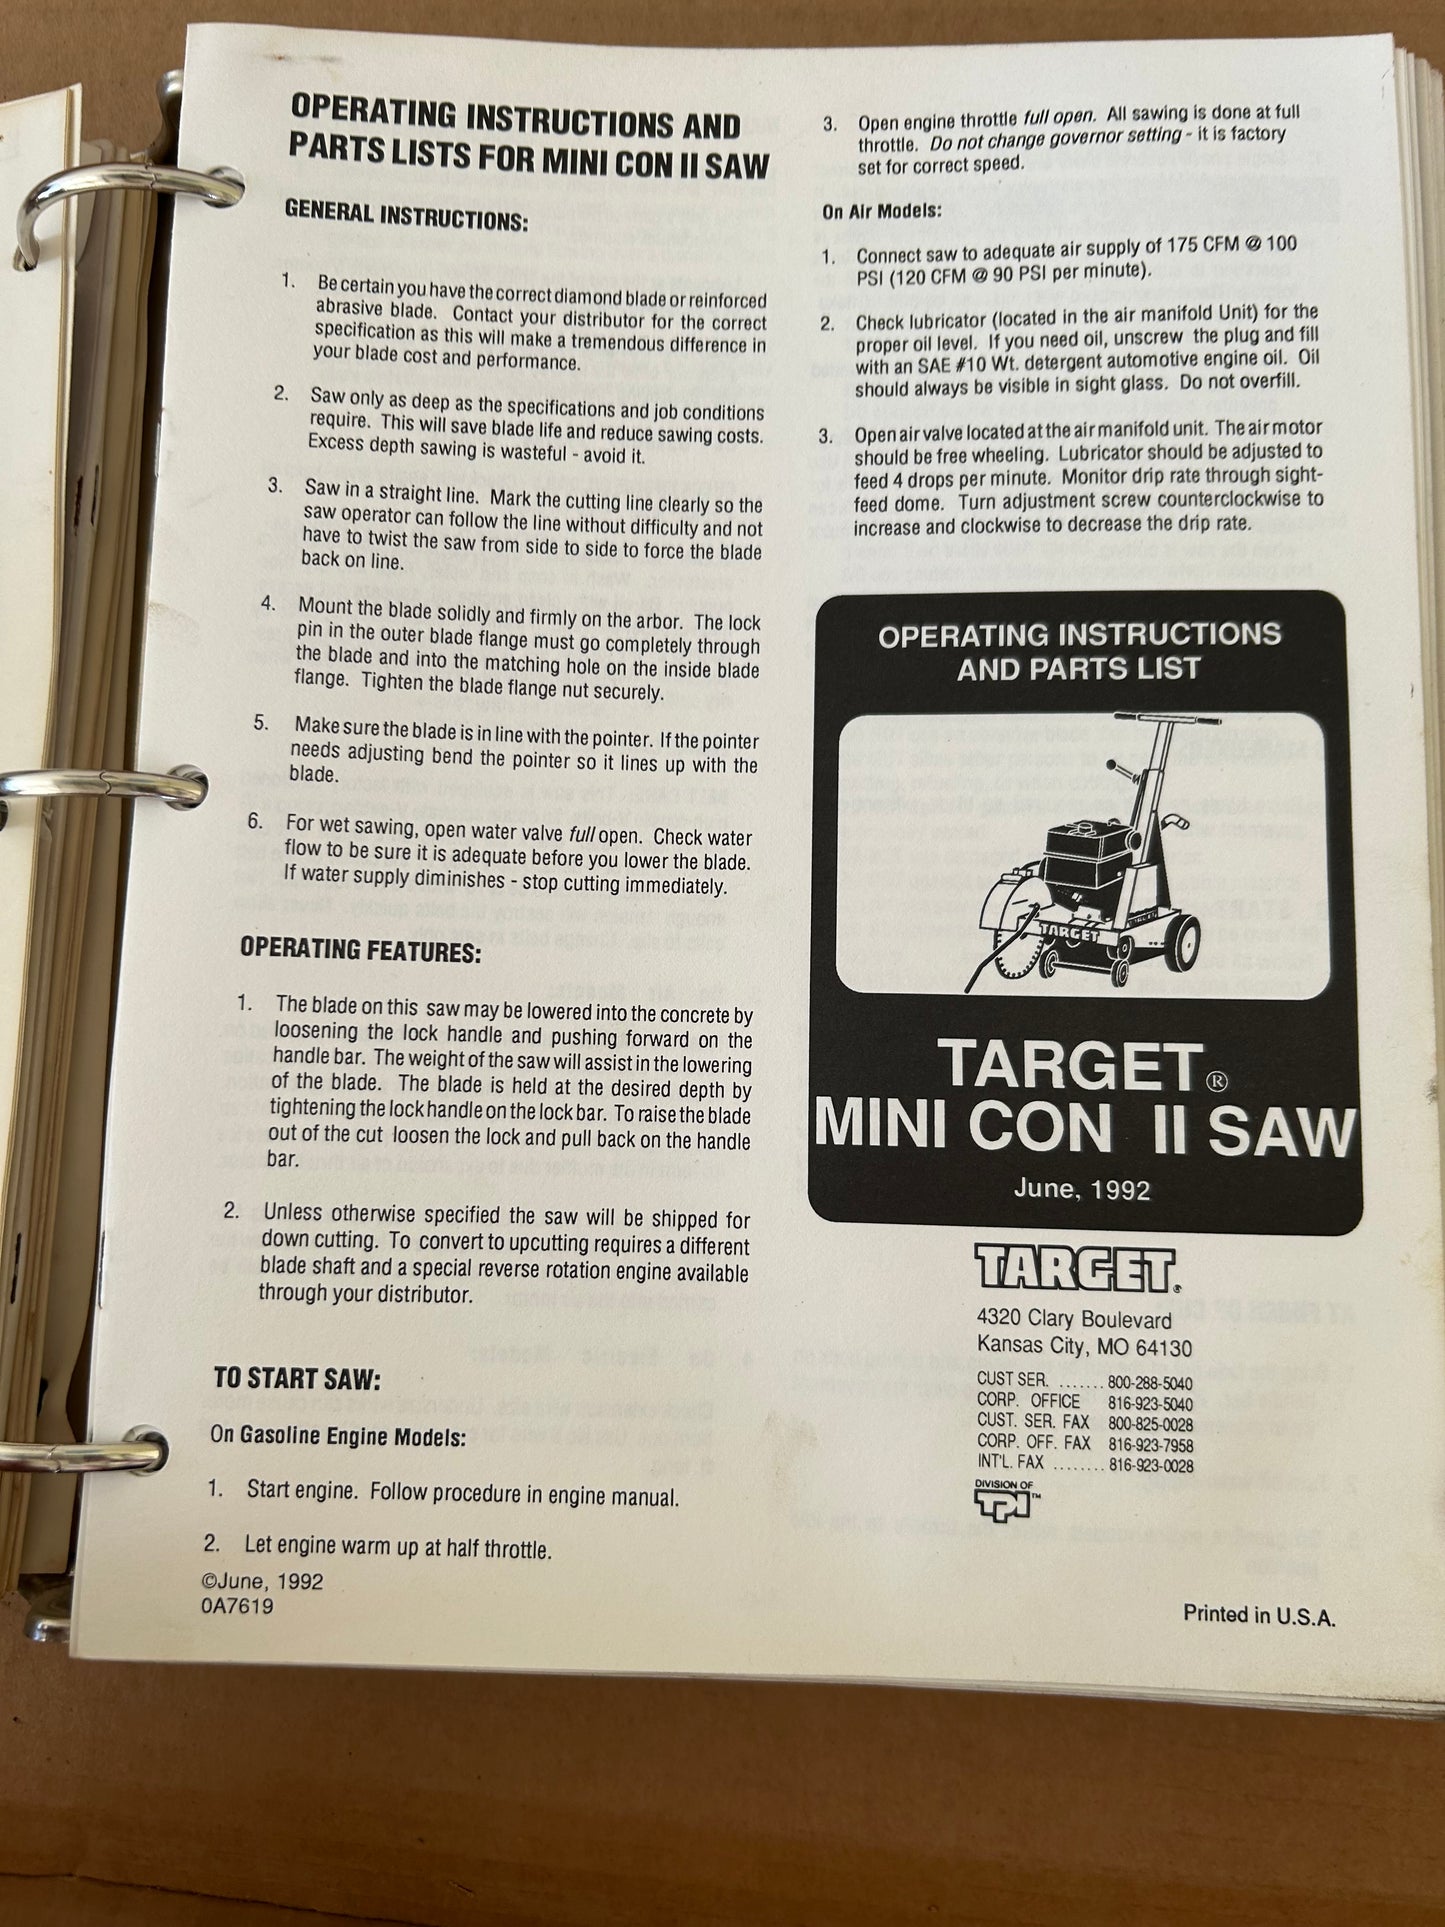 OPERATING INSTRUCTIONS AND
PARTS LISTS FOR MINI CON II SAW
GENERAL INSTRUCTIONS:
1. Be certain you have the correct diamond blade or reinforced
abrasive blade. Contact your distributor for the correct
specification as this will make a tremendous difference in
your blade cost and performance.
2. Saw only as deep as the specifications and job conditions
require. This will save blade life and reduce sawing costs.
Excess depth sawing is wasteful - avoid it.
3. Saw in a straight line. Mark the cutting line clearly so the
saw operator can follow the line without difficulty and not
have to twist the saw from side to side to force the blade
back on line.
4. Mount the blade solidly and firmly on the arbor. The lock
pin in the outer blade flange must go completely through
the blade and into the matching hole on the inside blade
flange. Tighten the blade flange nut securely.
5. Make sure the blade is in line with the pointer. If the pointer
needs adjusting bend the pointer so it lines up with the
blade.
6. For wet sawing, open water valve full open. Check water
flow to be sure it is adequate before you lower the blade.
If water supply diminishes - stop cutting immediately.
OPERATING FEATURES:
1. The blade on this saw may be lowered into the concrete by
loosening the lock handle and pushing forward on the
handle bar. The weight of the saw will assist in the lowering
of the blade. The blade is held at the desired depth by
tightening the lock handle on the lock bar. To raise the blade
out of the cut loosen the lock and pull back on the handle
bar.
2. Unless otherwise specified the saw will be shipped for
down cutting. To convert to upcutting requires a different
blade shaft and a special reverse rotation engine available
through your distributor.
TO START SAW:
On Gasoline Engine Models:
1. Start engine. Follow procedure in engine manual.
2. Let engine warm up at half throttle.
©June, 1992
0A7619
3. Open engine throttle full open. All sawing is done at full
throttle. Do not change governor setting - it is factory
set for correct speed.
On Air Models:
1. Connect saw to adequate air supply of 175 CFM @ 100
PSI (120 CFM @ 90 PSI per minute).
2. Check lubricator (located in the air manifold Unit) for the
proper oil level. If you need oil, unscrew the plug and fill
with an SAE #10 Wt. detergent automotive engine oil. Oil
should always be visible in sight glass. Do not overfill.
3. Open air valve located at the air manifold unit. The air motor
should be free wheeling. Lubricator should be adjusted to
feed 4 drops per minute. Monitor drip rate through sight-
feed dome. Turn adjustment screw counterclockwise to
increase and clockwise to decrease the drip rate.
OPERATING INSTRUCTIONS
AND PARTS LIST
TARGET
TARGET®
MINI CON II SAW
June, 1992
TARGET®
4320 Clary Boulevard
Kansas City, MO 64130
CUST SER. ....... 800-288-5040
CORP. OFFICE 816-923-5040
CUST. SER. FAX 800-825-0028
CORP. OFF. FAX 816-923-7958
INT'L. FAX ........ 816-923-0028
DIVISION OF
TPI™
Printed in U.S.A.